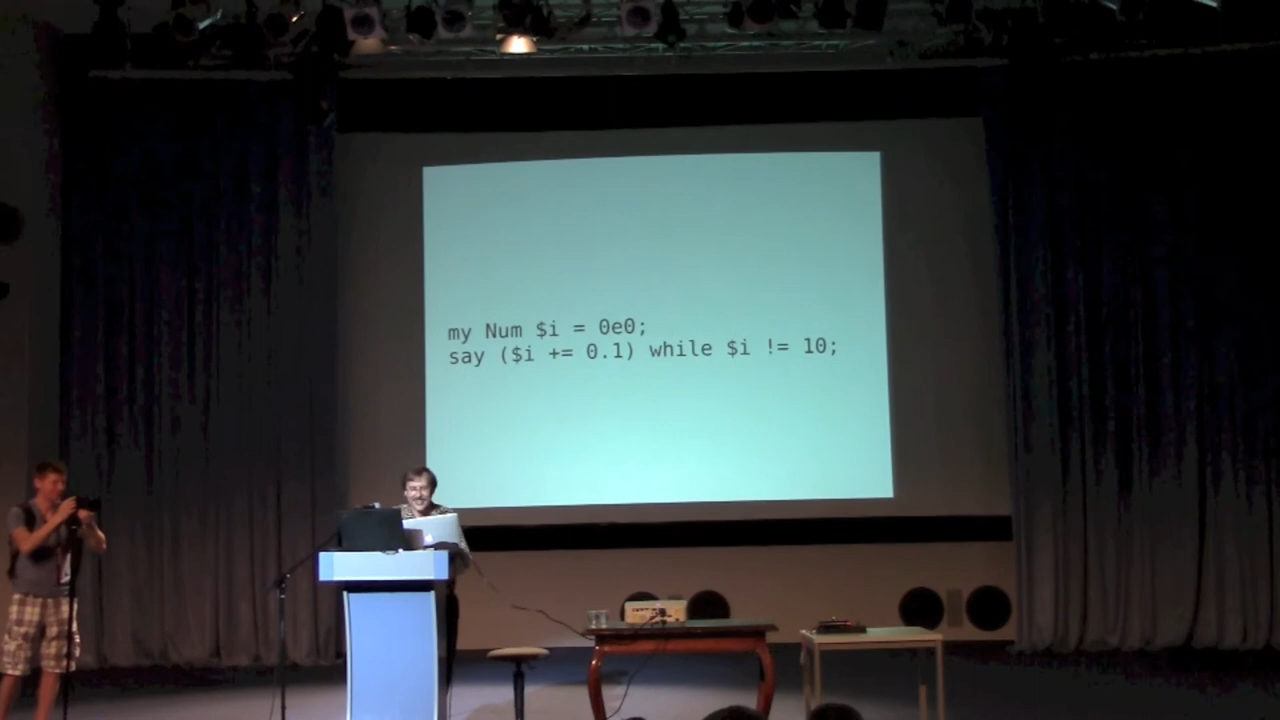 my Num $i = 0e0;
say ($i += 0.1) while $i != 10;